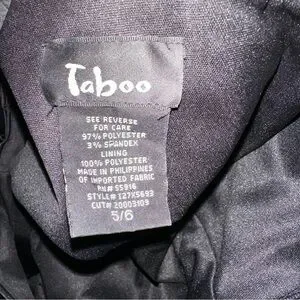 Taboo
SEE REVERSE
FOR CARE
97% POLYESTER
3% SPANDEX
LINING
100% POLYESTER
MADE IN PHILIPPINES
OF IMPORTED FABRIC
RN# 55916
STYLE# 127X5693
CUT# 20003109
5/6